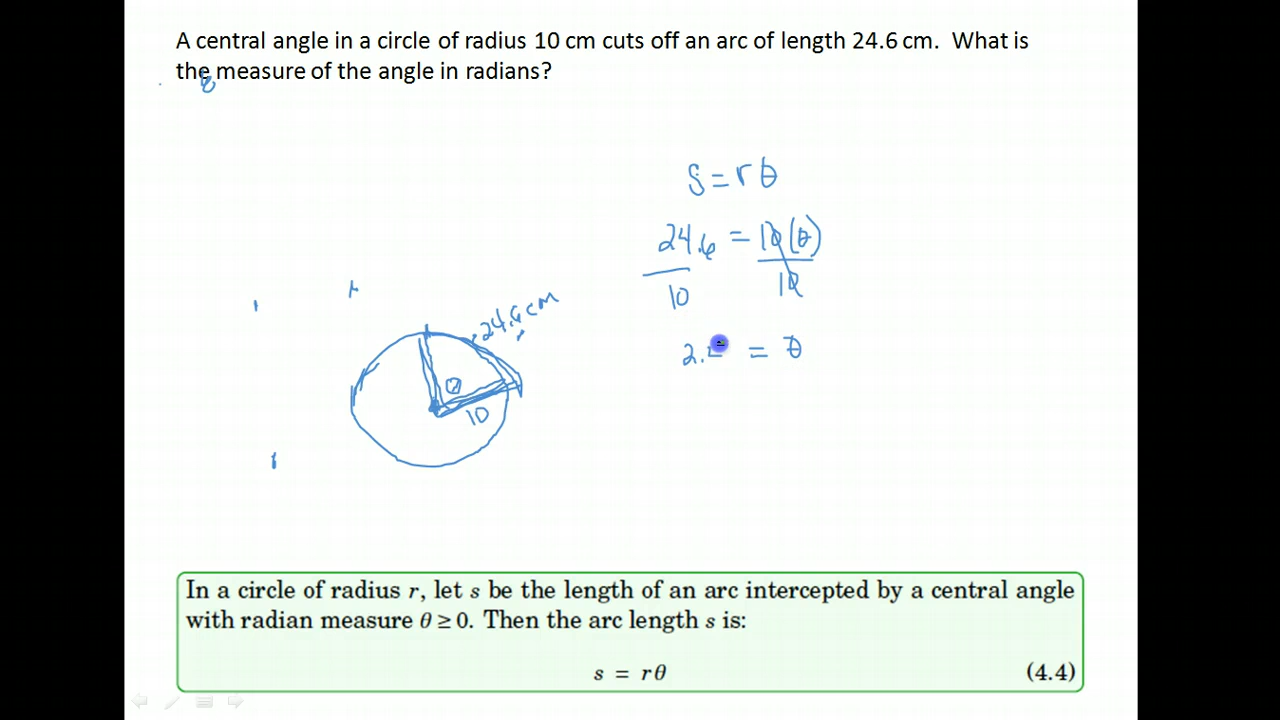 A central angle in a circle of radius 10 cm cuts off an arc of length 24.6 cm. What is
the measure of the angle in radians?
s = rθ
24.6 = 10(θ)
10 10
24.6cm
2. = θ
θ
10
In a circle of radius r, let s be the length of an arc intercepted by a central angle
with radian measure θ ≥ 0. Then the arc length s is:
s = rθ (4.4)